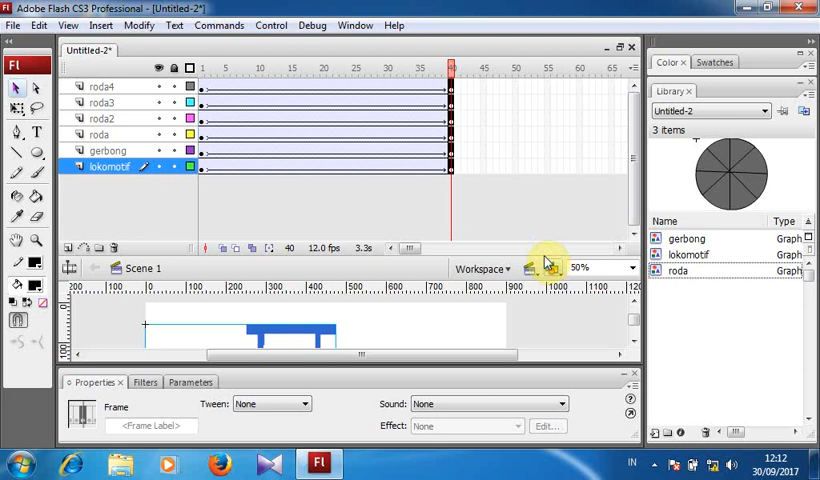 Adobe Flash CS3 Professional - [Untitled-2*]
File Edit View Insert Modify Text Commands Control Debug Window Help
Fl
Untitled-2*
1 5 10 15 20 25 30 35 40 45 50 55 60 65
roda4
roda3
roda2
roda
gerbong
lokomotif
40 12.0 fps 3.3s
Scene 1
Workspace
50%
200 100 0 100 200 300 400 500 600 700 800 900 1000 1100 120
0
100
Properties Filters Parameters
Frame
<Frame Label>
Tween: None
Sound: None
Effect: None
Edit...
Color Swatches
Library
Untitled-2
3 items
Name Type
gerbong Graph
lokomotif Graph
roda Graph
IN
12:12
30/09/2017